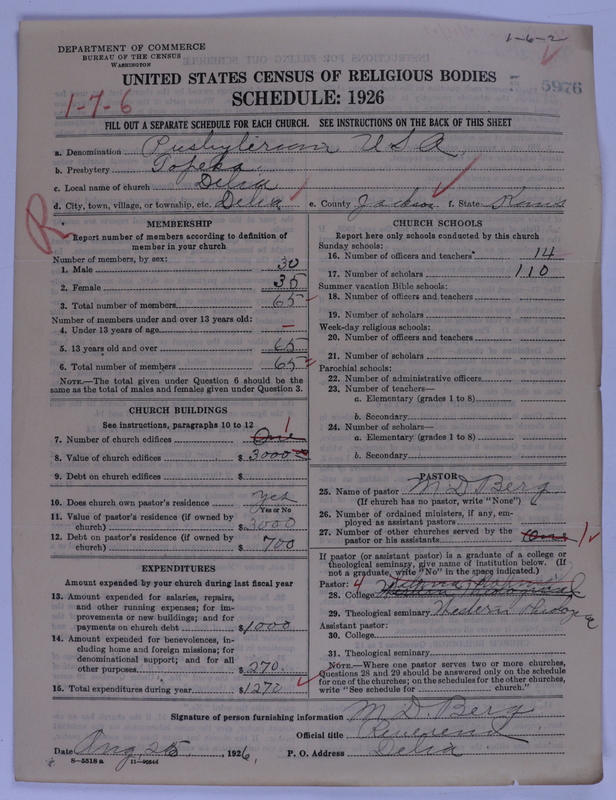 1-6-2
DEPARTMENT OF COMMERCE
BUREAU OF THE CENSUS
WASHINGTON
UNITED STATES CENSUS OF RELIGIOUS BODIES
5976
SCHEDULE: 1926
1-7-6
FILL OUT A SEPARATE SCHEDULE FOR EACH CHURCH. SEE INSTRUCTIONS ON THE BACK OF THIS SHEET
a. Denomination Presbyterian U S A
b. Presbytery Topeka
c. Local name of church Delia
d. City, town, village, or township, etc. Delia e. County Jackson f. State Kans
R
MEMBERSHIP
Report number of members according to definition of
member in your church
Number of members, by sex:
1. Male 30
2. Female 35
3. Total number of members 65
Number of members under and over 13 years old:
4. Under 13 years of age —
5. 13 years old and over 65
6. Total number of members 65
NOTE.—The total given under Question 6 should be the
same as the total of males and females given under Question 3.
CHURCH BUILDINGS
See instructions, paragraphs 10 to 12
7. Number of church edifices One 1
8. Value of church edifices $ 3000
9. Debt on church edifices $
10. Does church own pastor's residence? yes
Yes or No
11. Value of pastor's residence (if owned by
church) $ 3000
12. Debt on pastor's residence (if owned by
church) $ 700
EXPENDITURES
Amount expended by your church during last fiscal year
13. Amount expended for salaries, repairs,
and other running expenses; for im-
provements or new buildings; and for
payments on church debt $ 1000
14. Amount expended for benevolences, in-
cluding home and foreign missions; for
denominational support; and for all
other purposes $ 270.
15. Total expenditures during year $ 1270
CHURCH SCHOOLS
Report here only schools conducted by this church
Sunday schools:
16. Number of officers and teachers 14
17. Number of scholars 110
Summer vacation Bible schools:
18. Number of officers and teachers
19. Number of scholars
Week-day religious schools:
20. Number of officers and teachers
21. Number of scholars
Parochial schools:
22. Number of administrative officers
23. Number of teachers—
a. Elementary (grades 1 to 8)
b. Secondary
24. Number of scholars—
a. Elementary (grades 1 to 8)
b. Secondary
PASTOR
25. Name of pastor M D Berg
(If church has no pastor, write "None")
26. Number of ordained ministers, if any, em-
ployed as assistant pastors
27. Number of other churches served by the
pastor or his assistants One 1
If pastor (or assistant pastor) is a graduate of a college or
theological seminary, give name of institution below. (If
not a graduate, write "No" in the space indicated.)
Pastor: 4
28. College
29. Theological seminary Western Theology
Assistant pastor:
30. College
31. Theological seminary
NOTE.—Where one pastor serves two or more churches,
Questions 28 and 29 should be answered only on the schedule
for one of the churches; on the schedules for the other churches,
write "See schedule for church."
Signature of person furnishing information M D Berg
Official title Reverend
Date Aug 25, 1926. P. O. Address Delia
8—5518 a